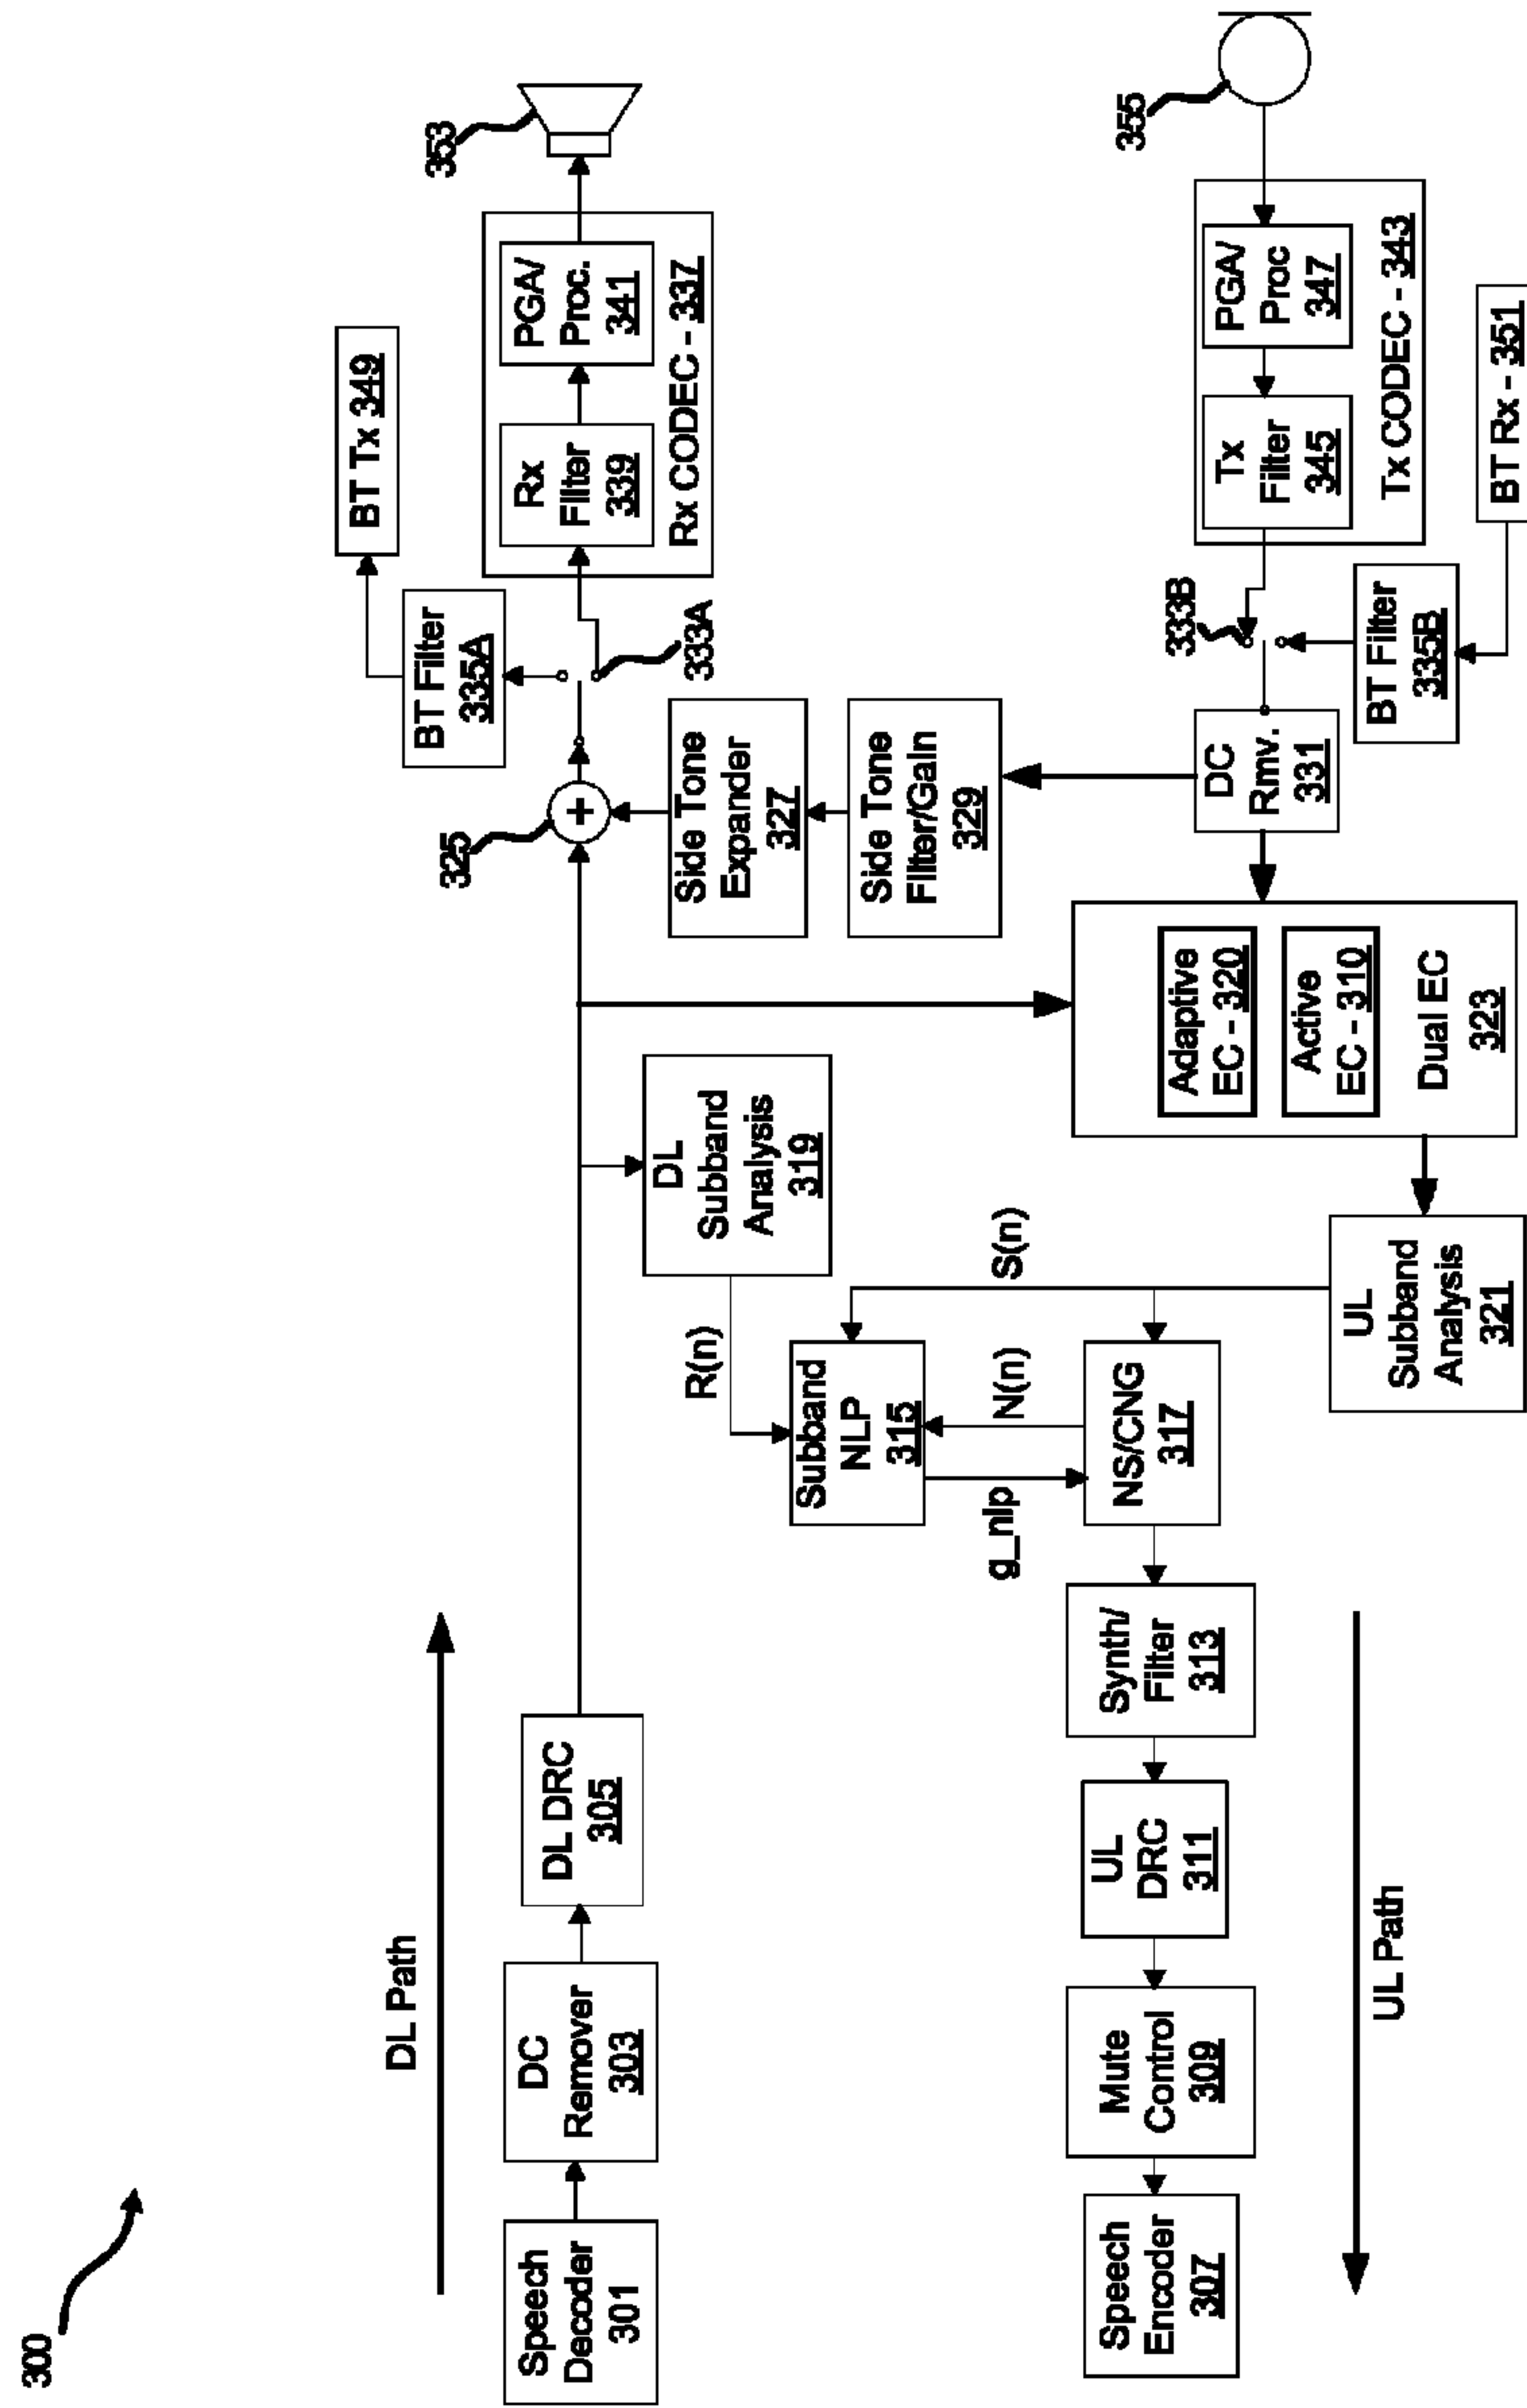 300
DL Path
Speech
Decoder
301
DC
Remover
303
DL DRC
305
325
BT Filter
335A
BT Tx 349
333A
Rx
Filter
339
PGA/
Proc.
341
Rx CODEC - 337
353
DL
Subband
Analysis
319
R(n)
Side Tone
Expander
327
Side Tone
Filter/Gain
329
Subband
NLP
315
N(n)
S(n)
g_nlp
NS/CNG
317
Synth/
Filter
313
UL
DRC
311
Mute
Control
309
Speech
Encoder
307
UL Path
UL
Subband
Analysis
321
Adaptive
EC - 320
Active
EC - 310
Dual EC
323
DC
Rmv.
331
333B
BT Filter
335B
BT Rx - 351
Tx
Filter
345
PGA/
Proc
347
Tx CODEC - 343
355
+